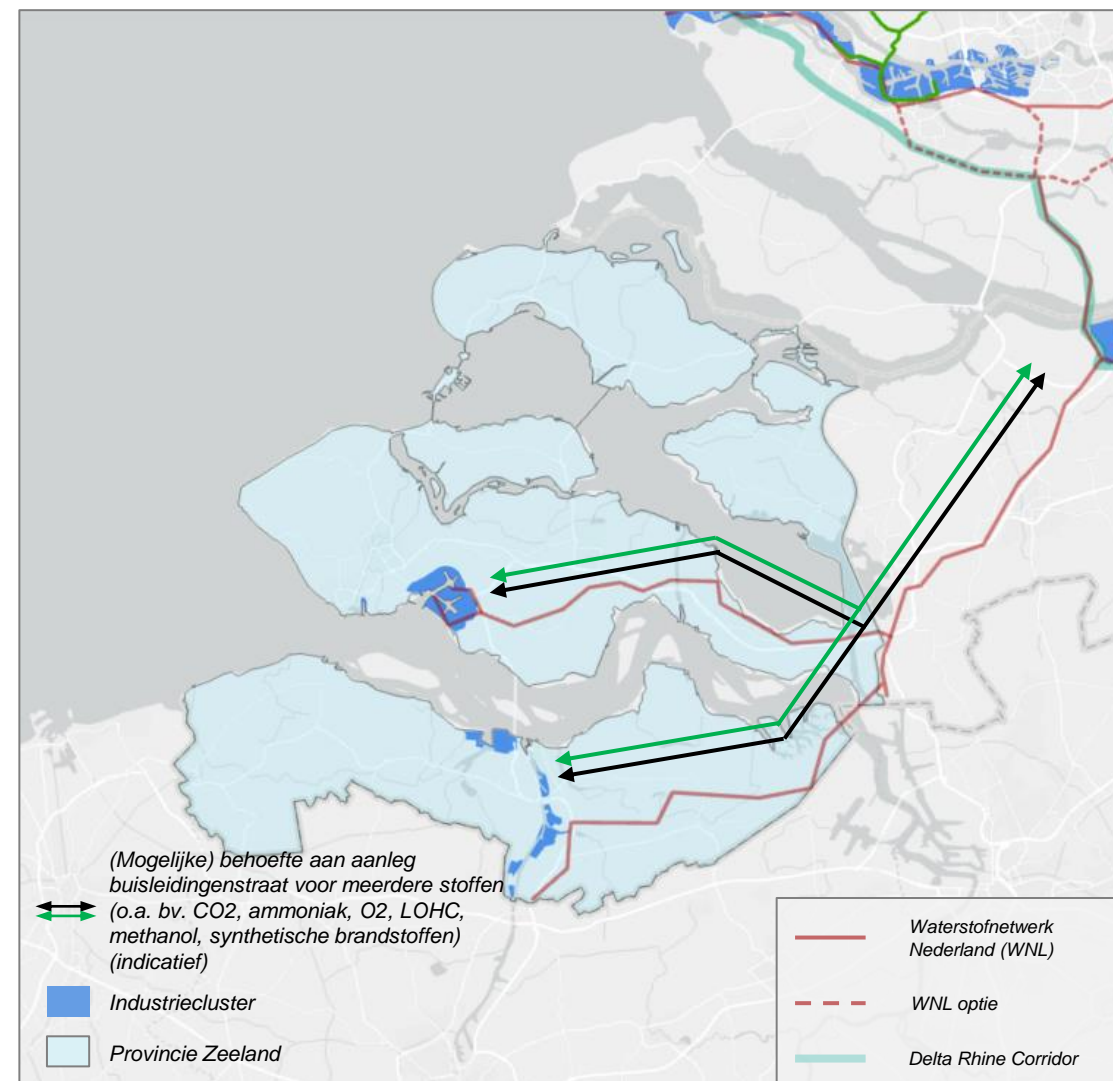 (Mogelijke) behoefte aan aanleg
buisleidingenstraat voor meerdere stoffen
(o.a. bv. CO2, ammoniak, O2, LOHC,
methanol, synthetische brandstoffen)
(indicatief)
Industriecluster
Provincie Zeeland
Waterstofnetwerk
Nederland (WNL)
WNL optie
Delta Rhine Corridor